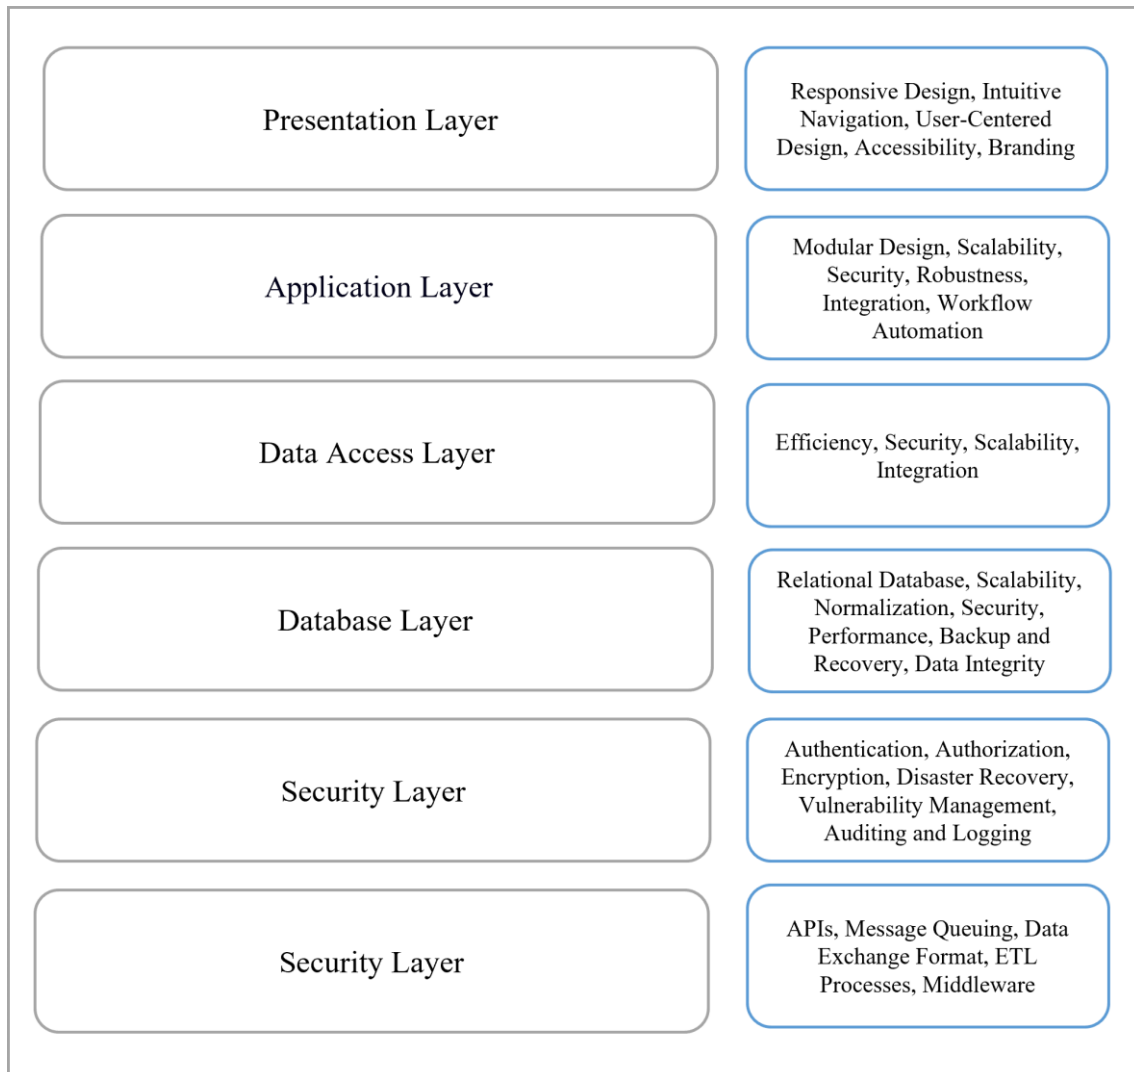 Presentation Layer
Responsive Design, Intuitive
Navigation, User-Centered
Design, Accessibility, Branding
Application Layer
Modular Design, Scalability,
Security, Robustness,
Integration, Workflow
Automation
Data Access Layer
Efficiency, Security, Scalability,
Integration
Database Layer
Relational Database, Scalability,
Normalization, Security,
Performance, Backup and
Recovery, Data Integrity
Security Layer
Authentication, Authorization,
Encryption, Disaster Recovery,
Vulnerability Management,
Auditing and Logging
Security Layer
APIs, Message Queuing, Data
Exchange Format, ETL
Processes, Middleware